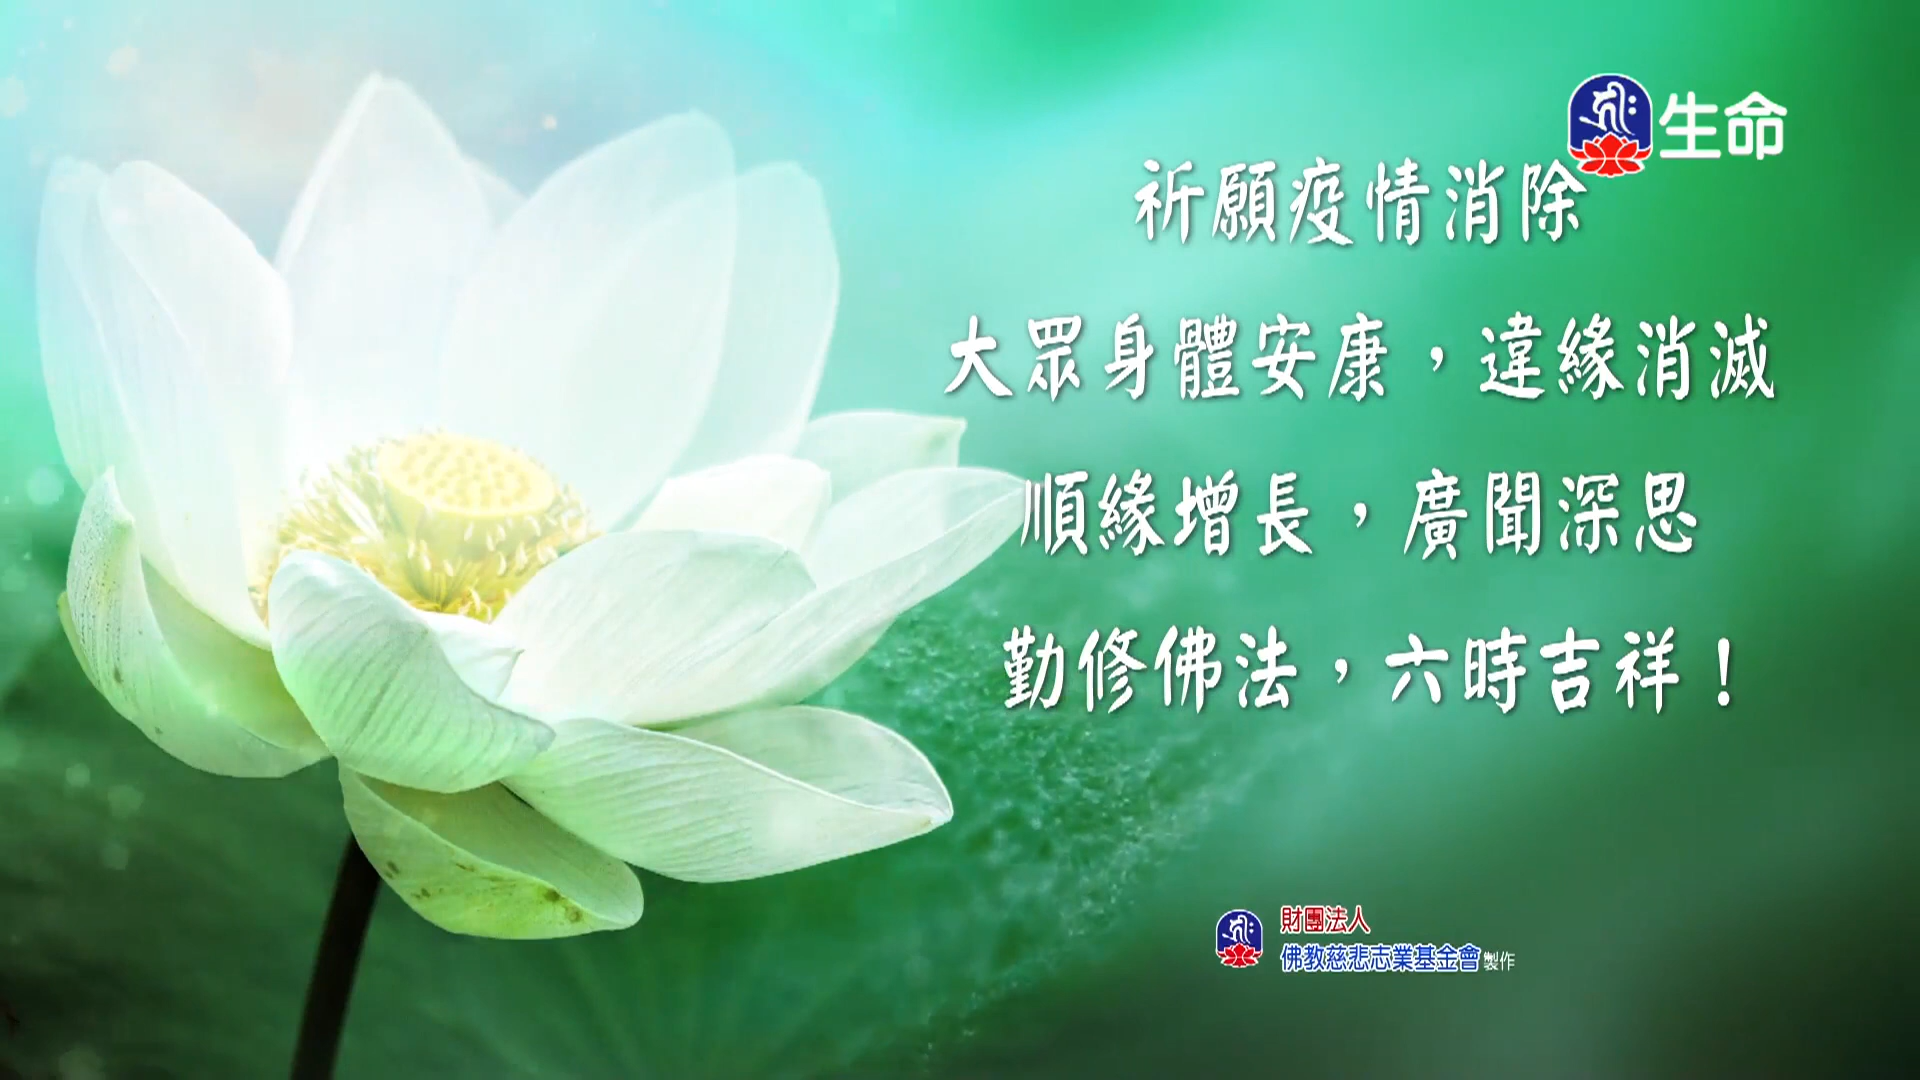 生命
祈願疫情消除
大眾身體安康，違緣消滅
順緣增長，廣聞深思
勤修佛法，六時吉祥！
財團法人
佛教慈悲志業基金會製作